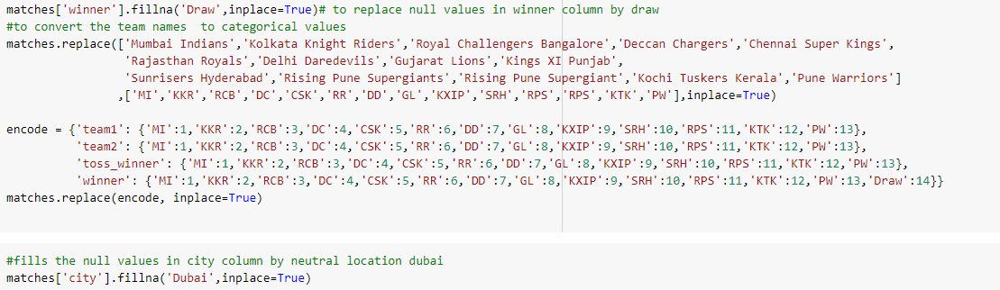 matches['winner'].fillna('Draw',inplace=True)# to replace null values in winner column by draw
#to convert the team names  to categorical values
matches.replace(['Mumbai Indians','Kolkata Knight Riders','Royal Challengers Bangalore','Deccan Chargers','Chennai Super Kings',
                 'Rajasthan Royals','Delhi Daredevils','Gujarat Lions','Kings XI Punjab',
                 'Sunrisers Hyderabad','Rising Pune Supergiants','Rising Pune Supergiant','Kochi Tuskers Kerala','Pune Warriors']
                ,['MI','KKR','RCB','DC','CSK','RR','DD','GL','KXIP','SRH','RPS','RPS','KTK','PW'],inplace=True)
encode = {'team1': {'MI':1,'KKR':2,'RCB':3,'DC':4,'CSK':5,'RR':6,'DD':7,'GL':8,'KXIP':9,'SRH':10,'RPS':11,'KTK':12,'PW':13},
          'team2': {'MI':1,'KKR':2,'RCB':3,'DC':4,'CSK':5,'RR':6,'DD':7,'GL':8,'KXIP':9,'SRH':10,'RPS':11,'KTK':12,'PW':13},
          'toss_winner': {'MI':1,'KKR':2,'RCB':3,'DC':4,'CSK':5,'RR':6,'DD':7,'GL':8,'KXIP':9,'SRH':10,'RPS':11,'KTK':12,'PW':13},
          'winner': {'MI':1,'KKR':2,'RCB':3,'DC':4,'CSK':5,'RR':6,'DD':7,'GL':8,'KXIP':9,'SRH':10,'RPS':11,'KTK':12,'PW':13,'Draw':14}}
matches.replace(encode, inplace=True)
#fills the null values in city column by neutral location dubai
matches['city'].fillna('Dubai',inplace=True)